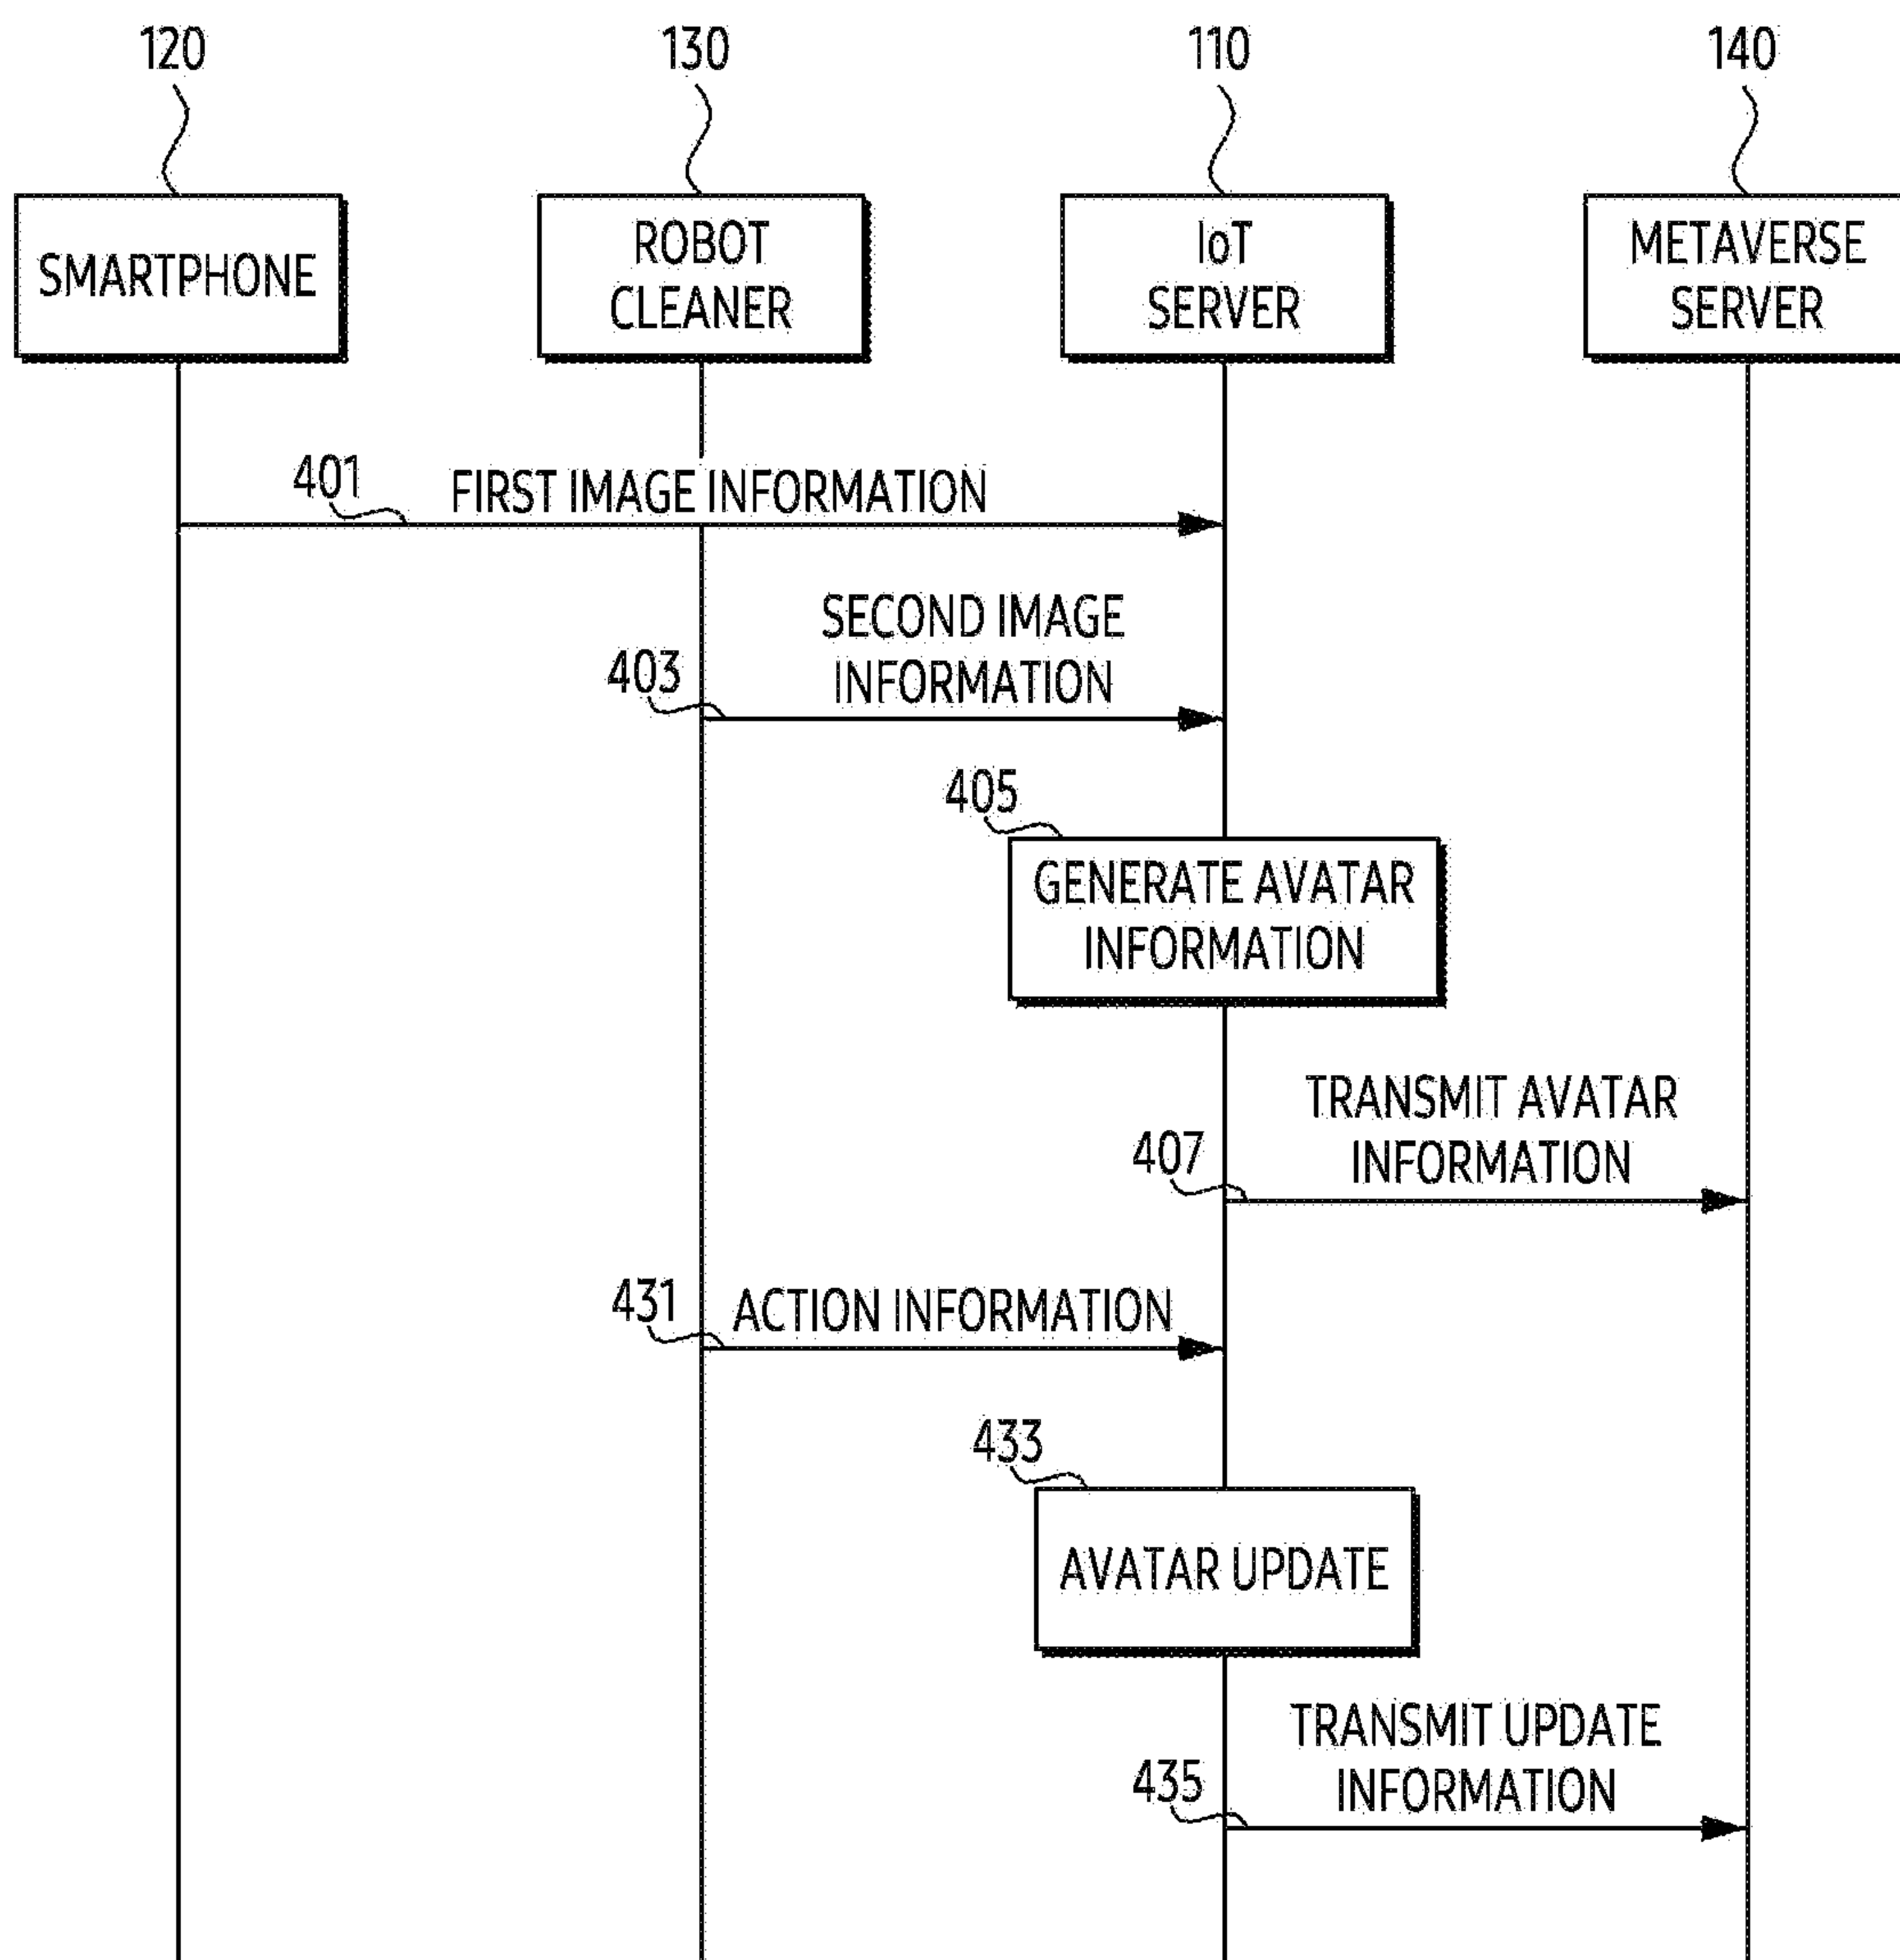 120
130
110
140
SMARTPHONE
ROBOT
CLEANER
IoT
SERVER
METAVERSE
SERVER
401
FIRST IMAGE INFORMATION
SECOND IMAGE
INFORMATION
403
405
GENERATE AVATAR
INFORMATION
TRANSMIT AVATAR
INFORMATION
407
431
ACTION INFORMATION
433
AVATAR UPDATE
TRANSMIT UPDATE
INFORMATION
435